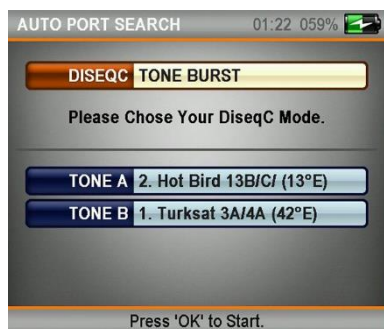 AUTO PORT SEARCH 01:22 059%
DISEQC TONE BURST
Please Chose Your DiseqC Mode.
TONE A 2. Hot Bird 13B/C/ (13°E)
TONE B 1. Turksat 3A/4A (42°E)
Press 'OK' to Start.